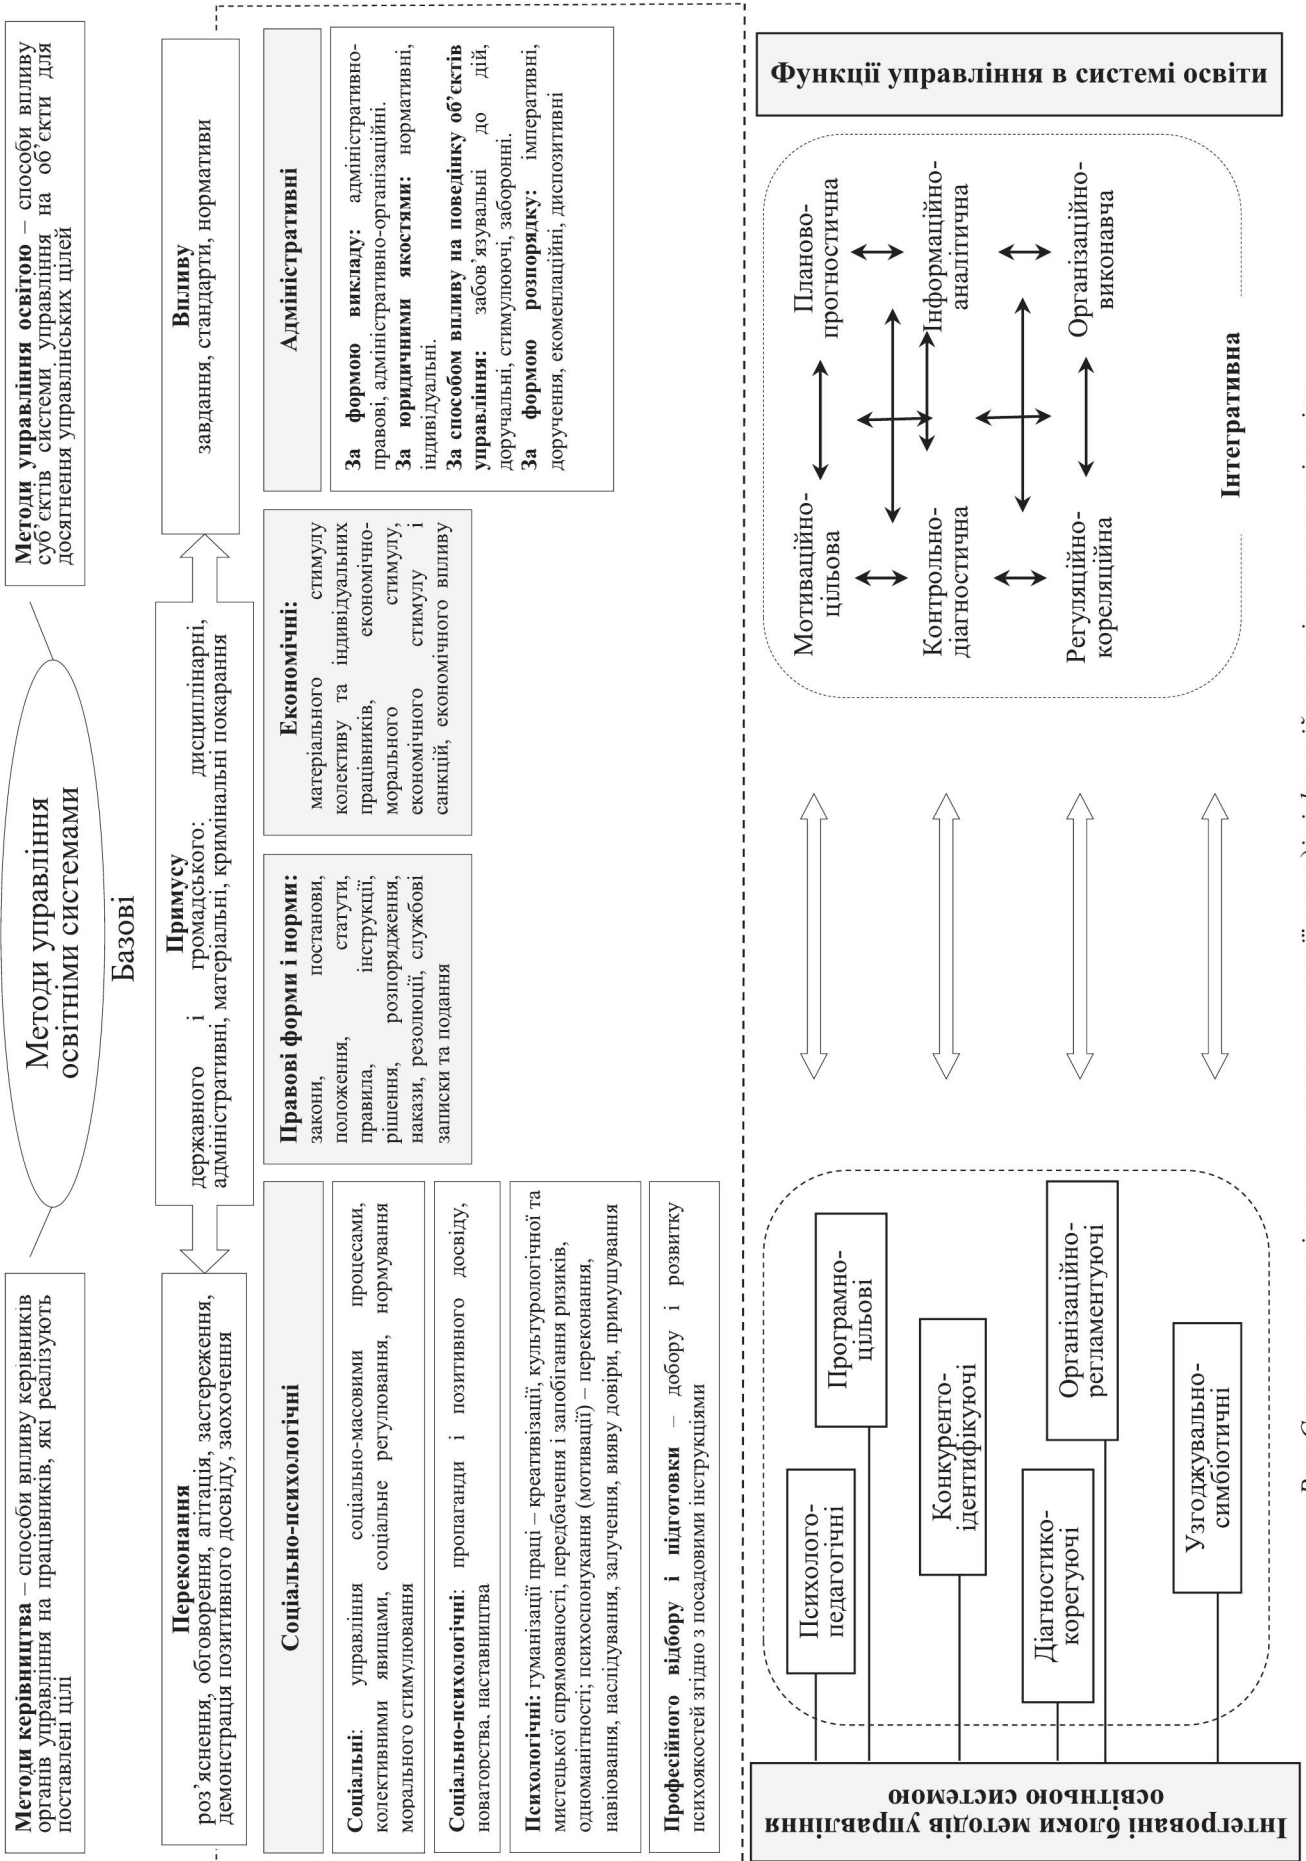 Методи управління
освітніми системами
Базові
Методи керівництва – способи впливу керівників
органів управління на працівників, які реалізують
поставлені цілі
Методи управління освітою – способи впливу
суб’єктів системи управління на об’єкти для
досягнення управлінських цілей
Переконання
роз’яснення, обговорення, агітація, застереження,
демонстрація позитивного досвіду, заохочення
Примусу
державного і громадського: дисциплінарні,
адміністративні, матеріальні, кримінальні покарання
Впливу
завдання, стандарти, нормативи
Соціально-психологічні
Соціальні: управління соціально-масовими процесами,
колективними явищами, соціальне регулювання, нормування
морального стимулювання
Соціально-психологічні: пропаганди і позитивного досвіду,
новаторства. наставництва
Психологічні: гуманізації праці – креативізації, культурологічної та
мистецької спрямованості, передбачення і запобігання ризиків,
одноманітності; психоспонукання (мотивації) – переконання,
навіювання, наслідування, залучення, вияву довіри, примушування
Професійного відбору і підготовки – добору і розвитку
психоякостей згідно з посадовими інструкціями
Правові форми і норми:
закони, постанови,
положення, статути,
правила, інструкції,
рішення, розпорядження,
накази, резолюції, службові
записки та подання
Економічні:
матеріального стимулу
колективу та індивідуальних
працівників, економічно-
морального стимулу,
економічного стимулу і
санкцій, економічного впливу
Адміністративні
За формою викладу: адміністративно-
правові, адміністративно-організаційні.
За юридичними якостями: нормативні,
індивідуальні.
За способом впливу на поведінку об’єктів
управління: забов’язувальні до дій,
доручальні, стимулюючі, заборонні.
За формою розпорядку: імперативні,
доручення, екоменлаційні, диспозитивні
Інтегровані блоки методів управління
освітньою системою
Психолого-
педагогічні
Програмно-
цільові
Конкуренто-
ідентифікуючі
Діагностико-
корегуючі
Організаційно-
регламентуючі
Узгоджувально-
симбіотичні
Функції управління в системі освіти
Мотиваційно-
цільова
Планово-
прогностична
Контрольно-
діагностична
Інформаційно-
аналітична
Регуляційно-
кореляційна
Організаційно-
виконавча
Інтегративна